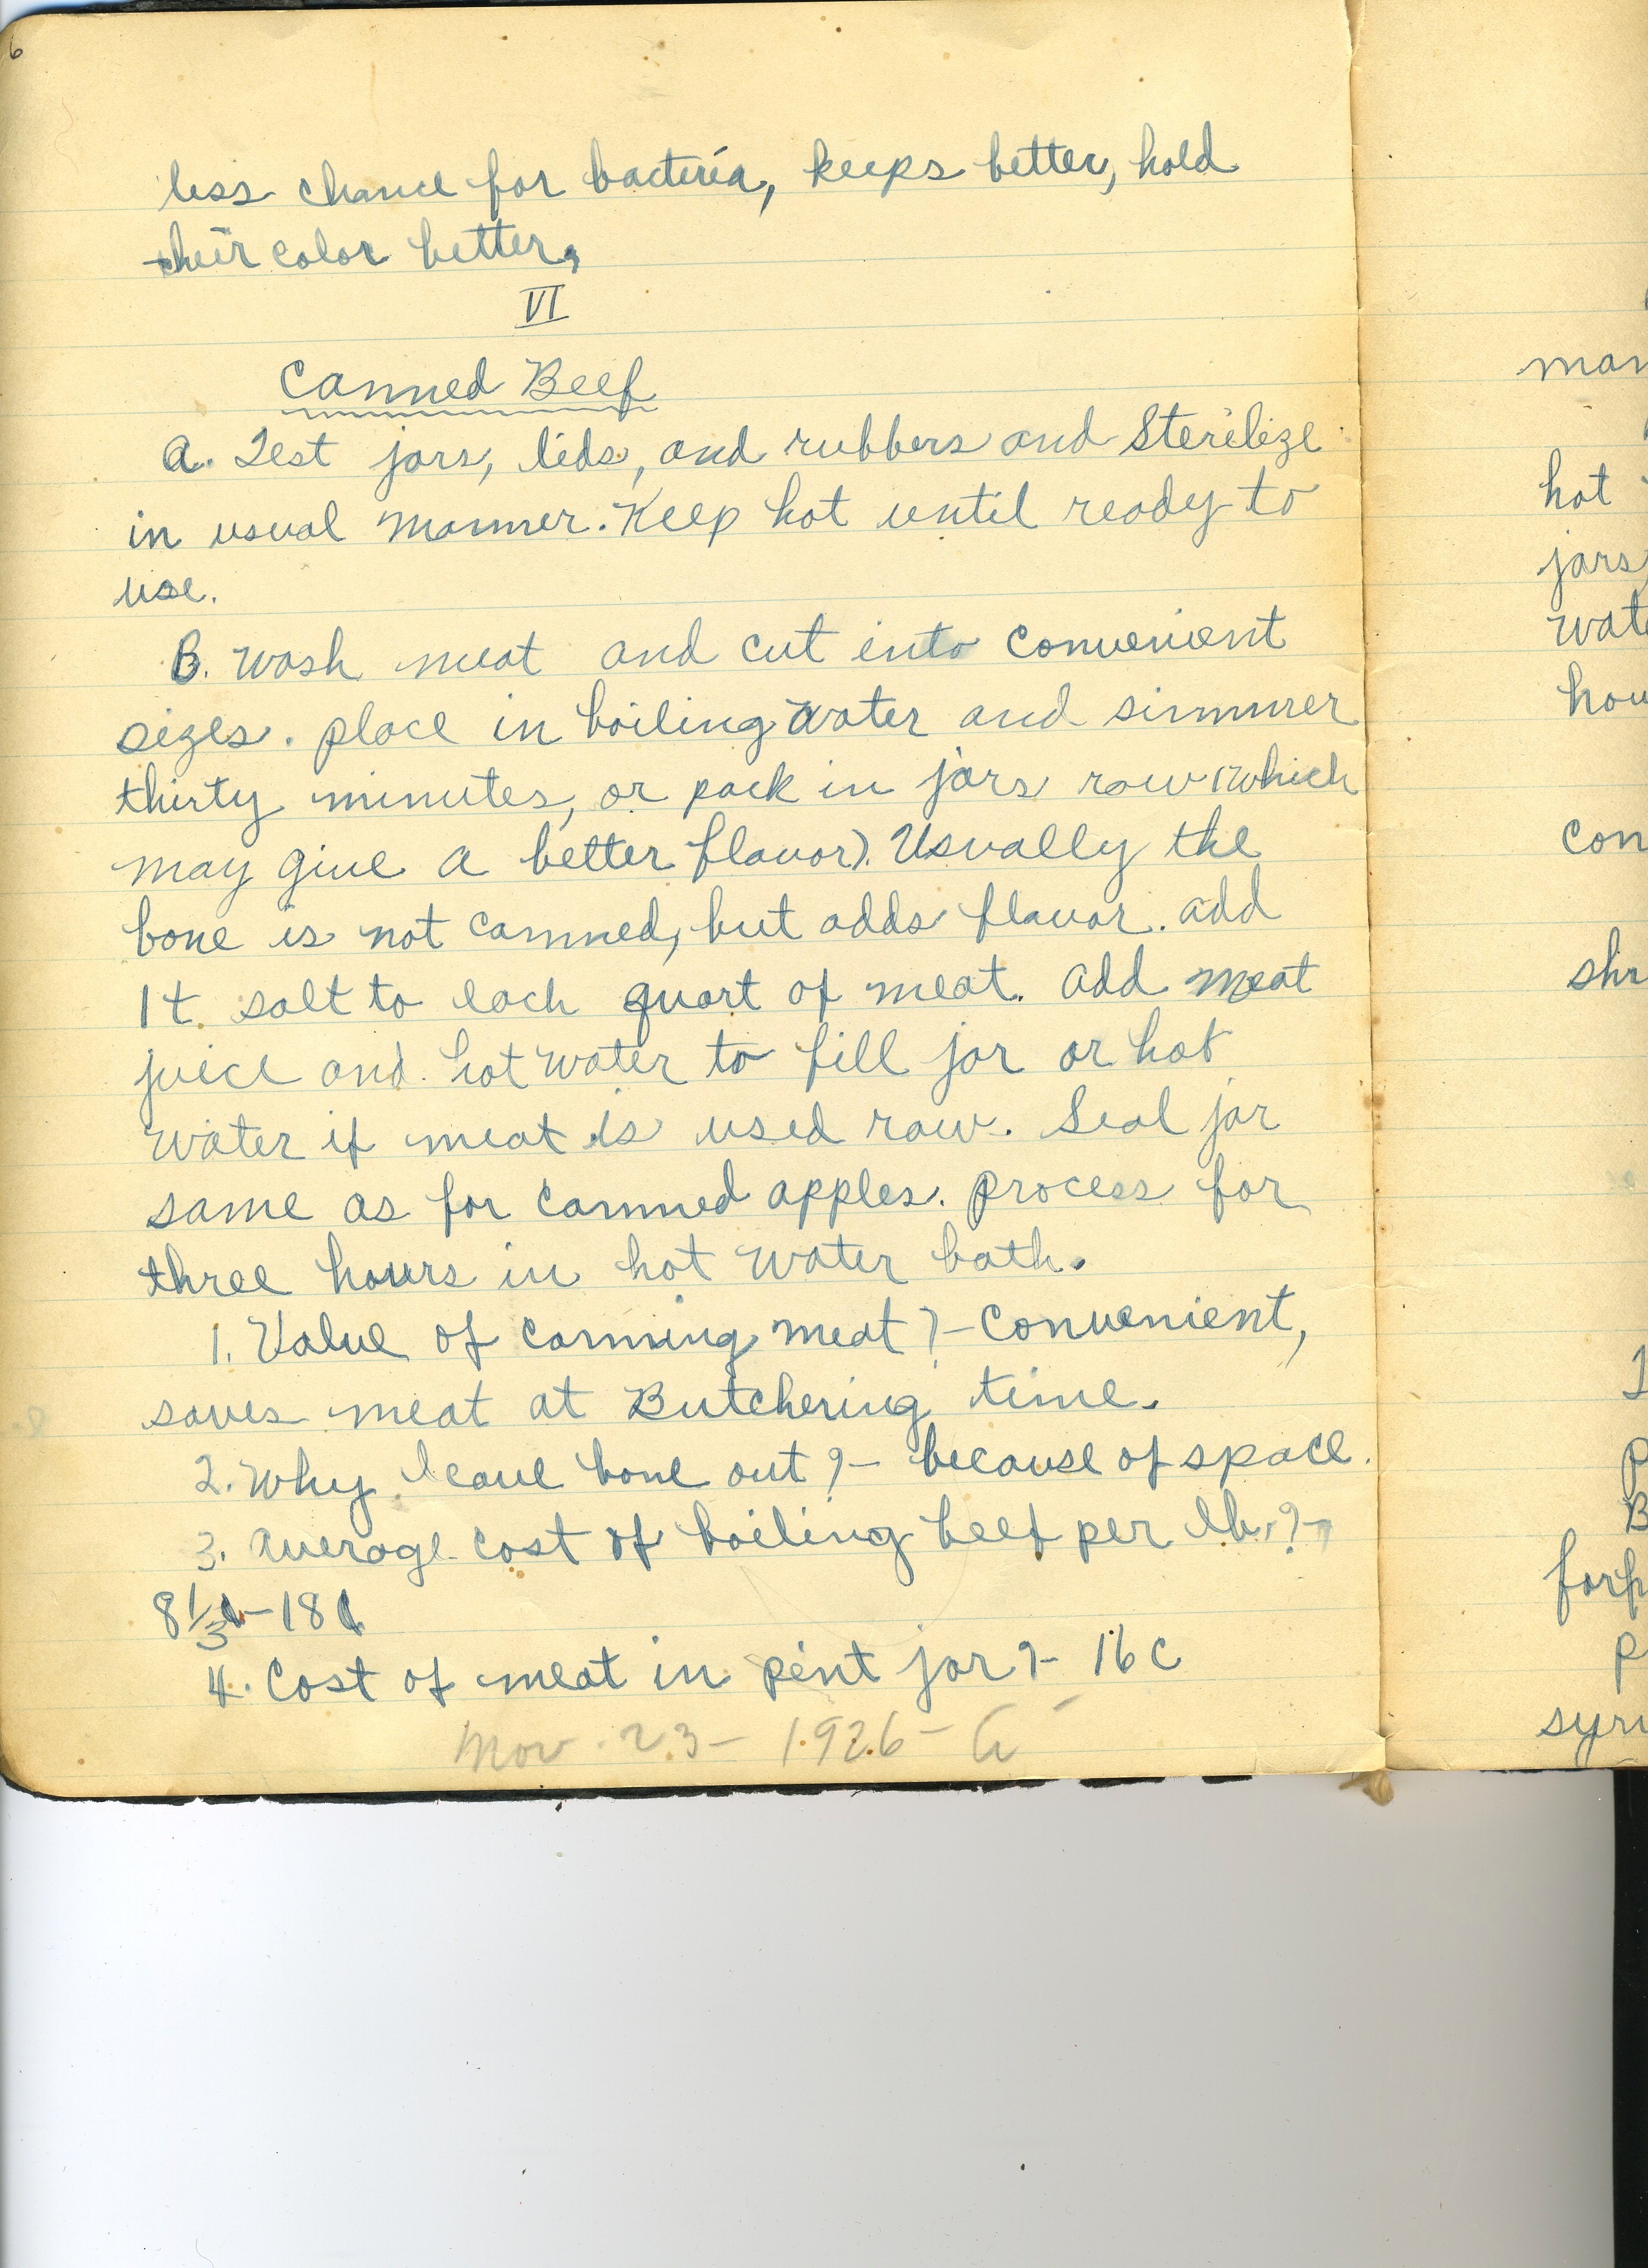 6
less chance for bacteria, keeps better, hold
their color better.
VI
Canned Beef
A. Test jars, lids, and rubbers and Sterilize
in usual manner. Keep hot until ready to
use.
B. Wash meat and cut into convenient
sizes. place in boiling water and simmer
thirty minutes, or pack in jars raw (which
may give a better flavor). Usually the
bone is not canned, but adds flavor. add
1 t. salt to each quart of meat. add meat
juice and hot water to fill jar or hot
water if meat is used raw. Seal jar
same as for canned apples. process for
three hours in hot water bath.
1. Value of canning meat?- Convenient,
saves meat at Butchering time.
2. Why leave bone out?- because of space.
3. average cost of boiling beef per lb.?-
8 1/3 - 18
4. Cost of meat in pint jar?- 16 c
Nov. 23 - 1926 -
man
hot
jars
wate
hou
con
shr
P
B
forp
p
syru